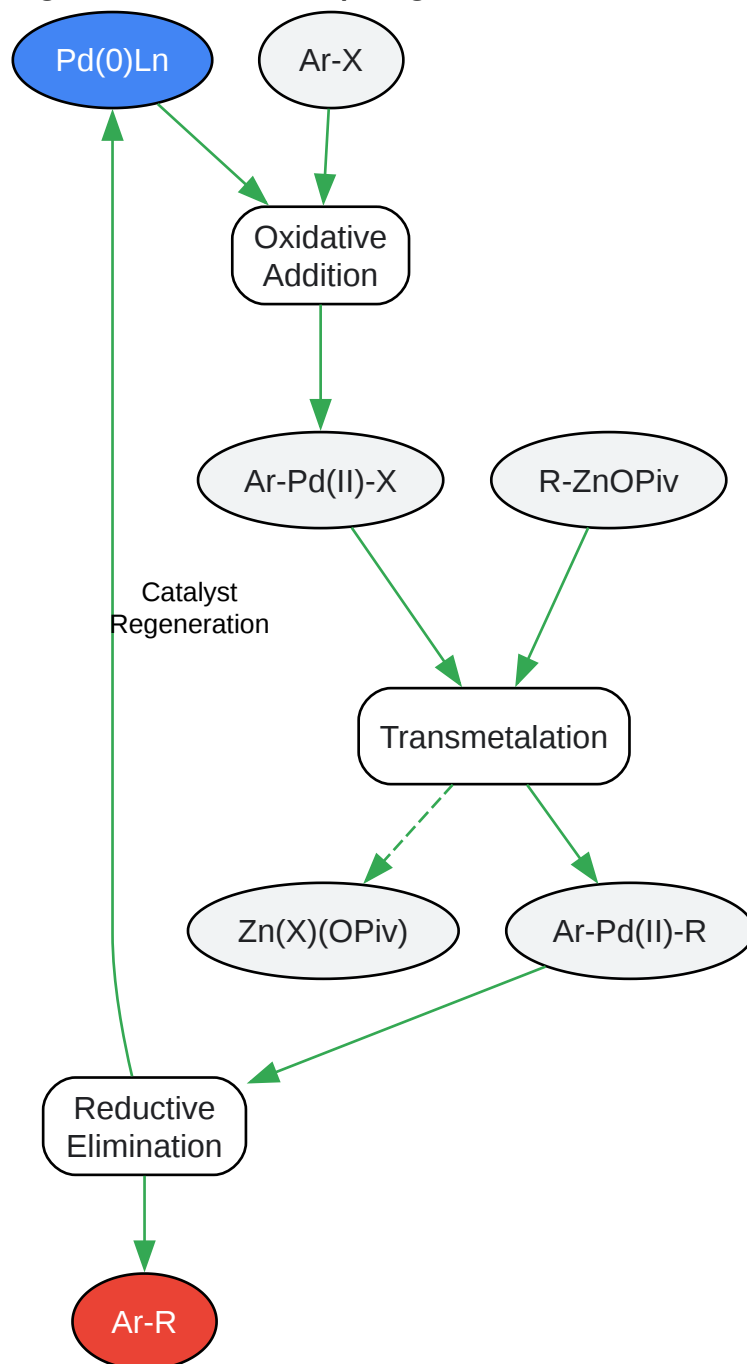 Pd(0)Ln
Ar-X
Oxidative
Addition
Ar-Pd(II)-X
R-ZnOPiv
Catalyst
Regeneration
Transmetalation
Zn(X)(OPiv)
Ar-Pd(II)-R
Reductive
Elimination
Ar-R